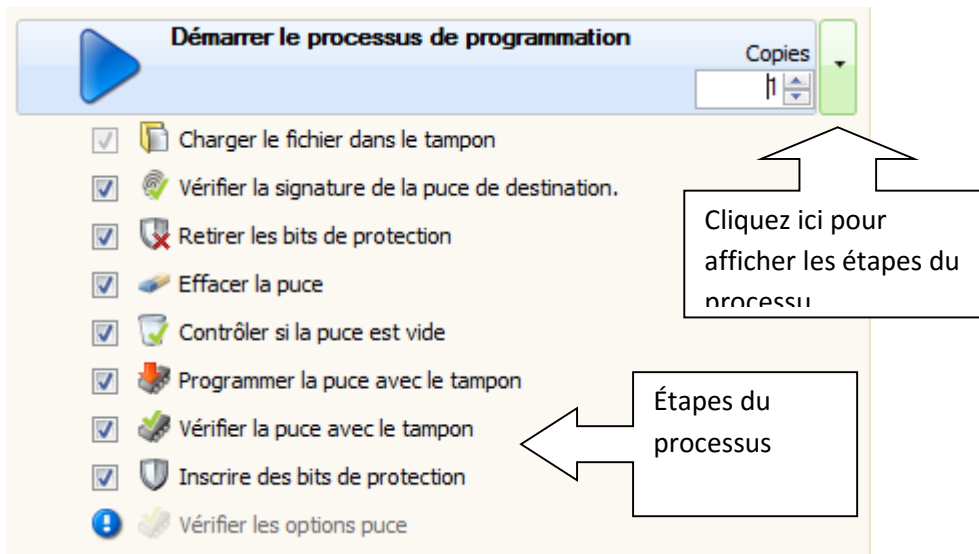 Démarrer le processus de programmation
Copies
1
Charger le fichier dans le tampon
Vérifier la signature de la puce de destination.
Retirer les bits de protection
Effacer la puce
Contrôler si la puce est vide
Programmer la puce avec le tampon
Vérifier la puce avec le tampon
Inscrire des bits de protection
Vérifier les options puce
Cliquez ici pour
afficher les étapes du
processu
Étapes du
processus